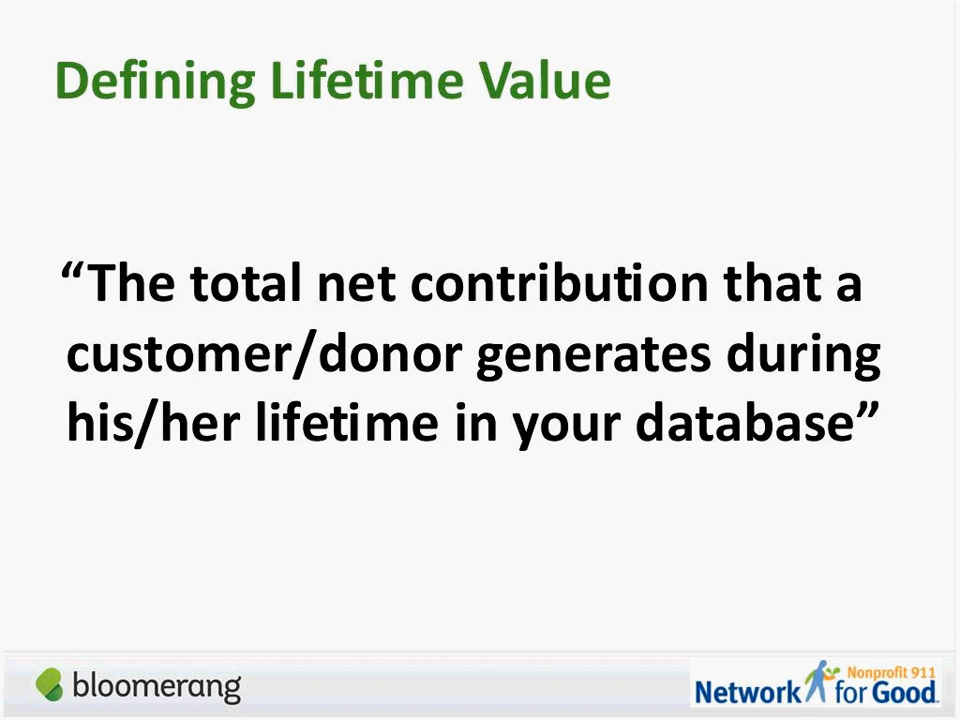 Defining Lifetime Value
“The total net contribution that a
customer/donor generates during
his/her lifetime in your database”
bloomerang
Nonprofit 911
Network for Good.